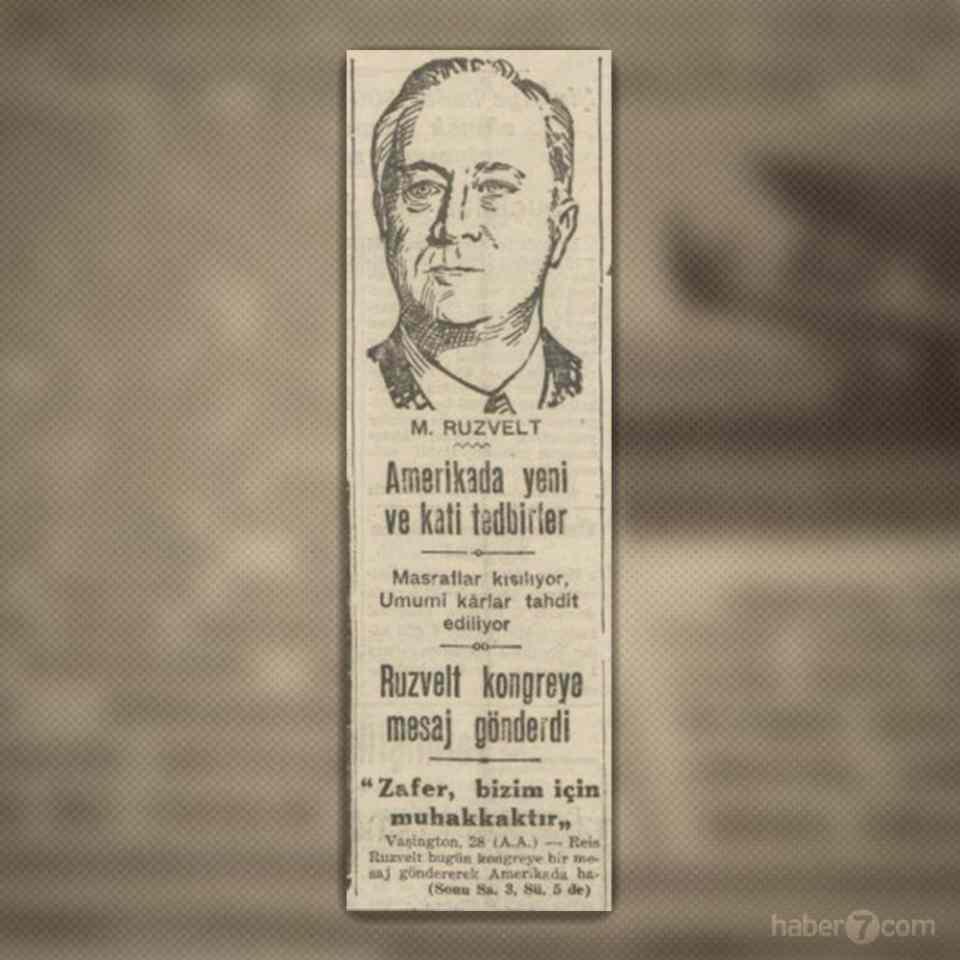 M. RUZVELT
Amerikada yeni
ve kati tedbirler
Masraflar kısılıyor,
Umumî kârlar tahdit
ediliyor
Ruzvelt kongreye
mesaj gönderdi
“Zafer, bizim için
muhakkaktır„
Vaşington, 28 (A.A.) — Reis
Ruzvelt bugün kongreye bir me-
saj göndererek Amerikada ha-
(Sonu Sa. 3, Sü. 5 de)
haber7com